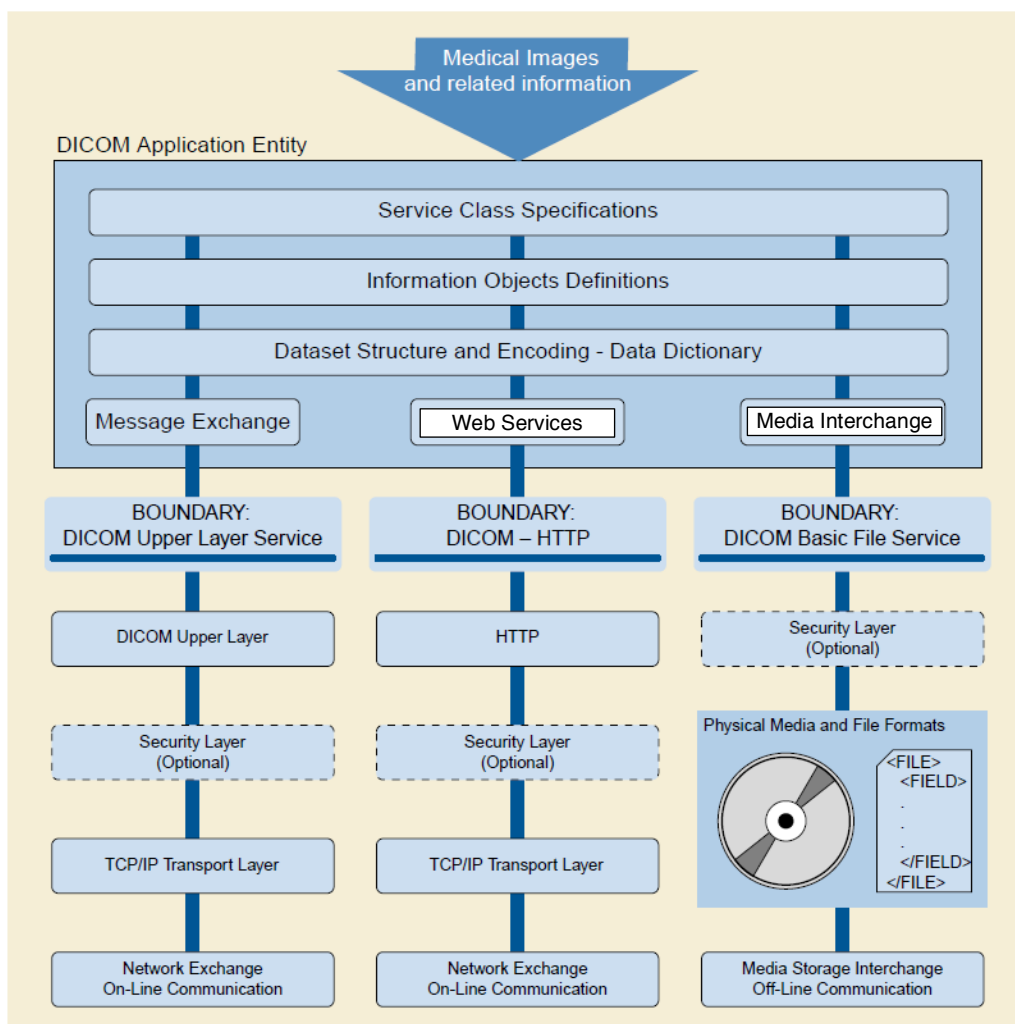 Medical Images
and related information
DICOM Application Entity
Service Class Specifications
Information Objects Definitions
Dataset Structure and Encoding - Data Dictionary
Message Exchange
Web Services
Media Interchange
BOUNDARY:
DICOM Upper Layer Service
BOUNDARY:
DICOM – HTTP
BOUNDARY:
DICOM Basic File Service
DICOM Upper Layer
HTTP
Security Layer
(Optional)
Security Layer
(Optional)
Security Layer
(Optional)
Physical Media and File Formats
<FILE>
<FIELD>
.
.
.
</FIELD>
</FILE>
TCP/IP Transport Layer
TCP/IP Transport Layer
Network Exchange
On-Line Communication
Network Exchange
On-Line Communication
Media Storage Interchange
Off-Line Communication